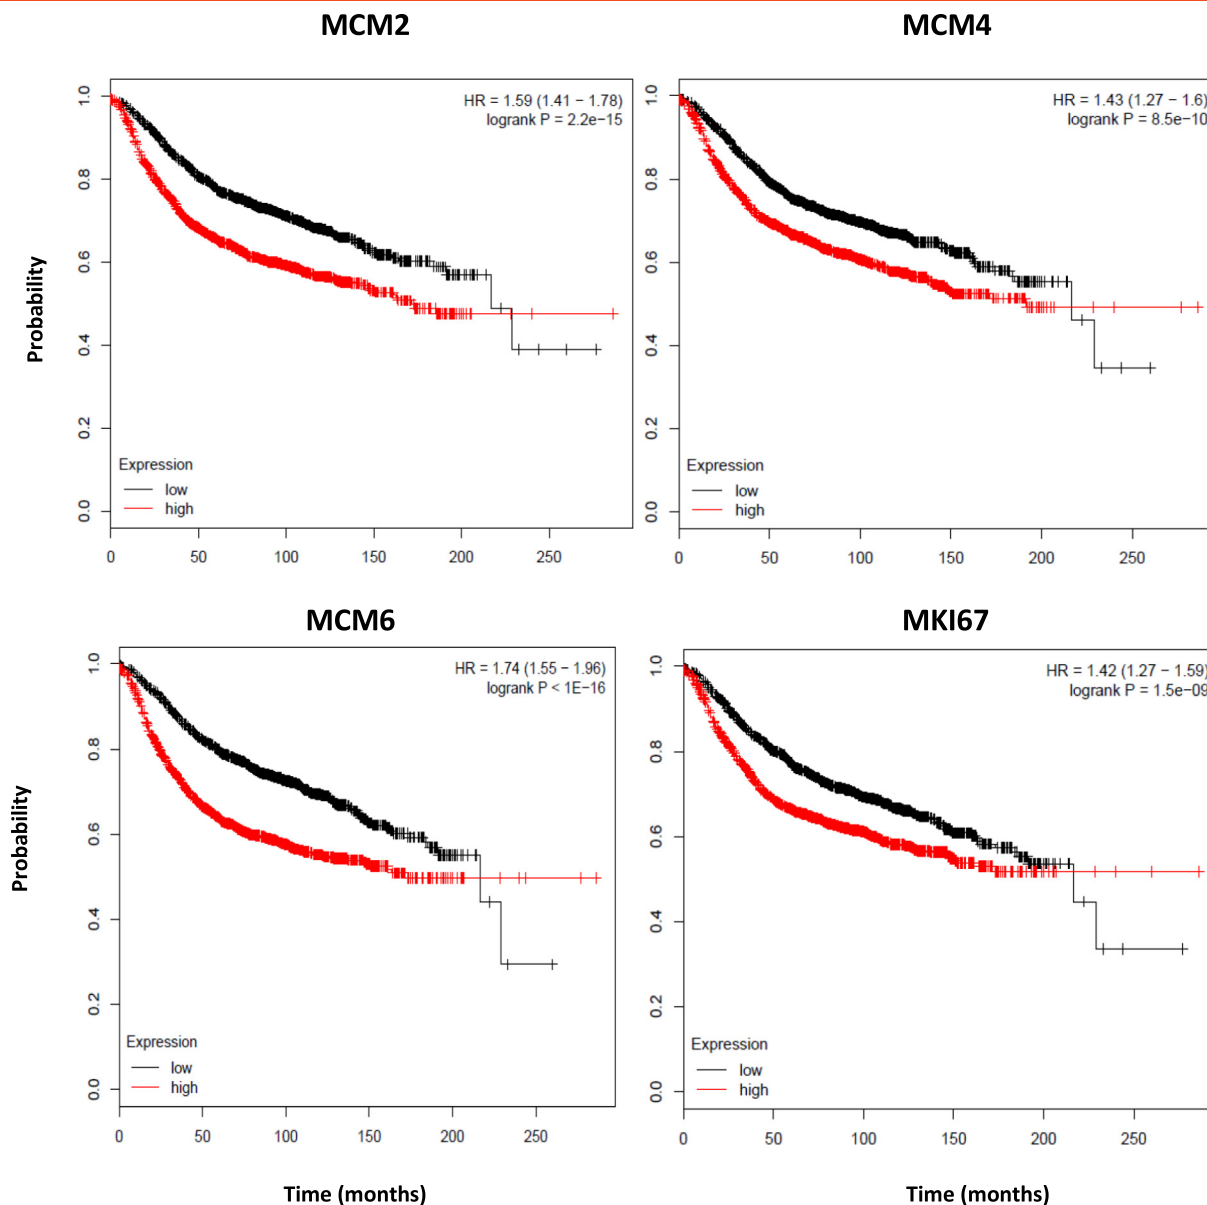 MCM2
MCM4
HR = 1.59 (1.41 − 1.78)
logrank P = 2.2e−15
HR = 1.43 (1.27 − 1.6)
logrank P = 8.5e−10
Probability
1.0
0.8
0.6
0.4
0.2
0.0
Expression
low
high
0 50 100 150 200 250
1.0
0.8
0.6
0.4
0.2
0.0
Expression
low
high
0 50 100 150 200 250
MCM6
MKI67
HR = 1.74 (1.55 − 1.96)
logrank P < 1E−16
HR = 1.42 (1.27 − 1.59)
logrank P = 1.5e−09
Probability
1.0
0.8
0.6
0.4
0.2
0.0
Expression
low
high
0 50 100 150 200 250
Time (months)
1.0
0.8
0.6
0.4
0.2
0.0
Expression
low
high
0 50 100 150 200 250
Time (months)